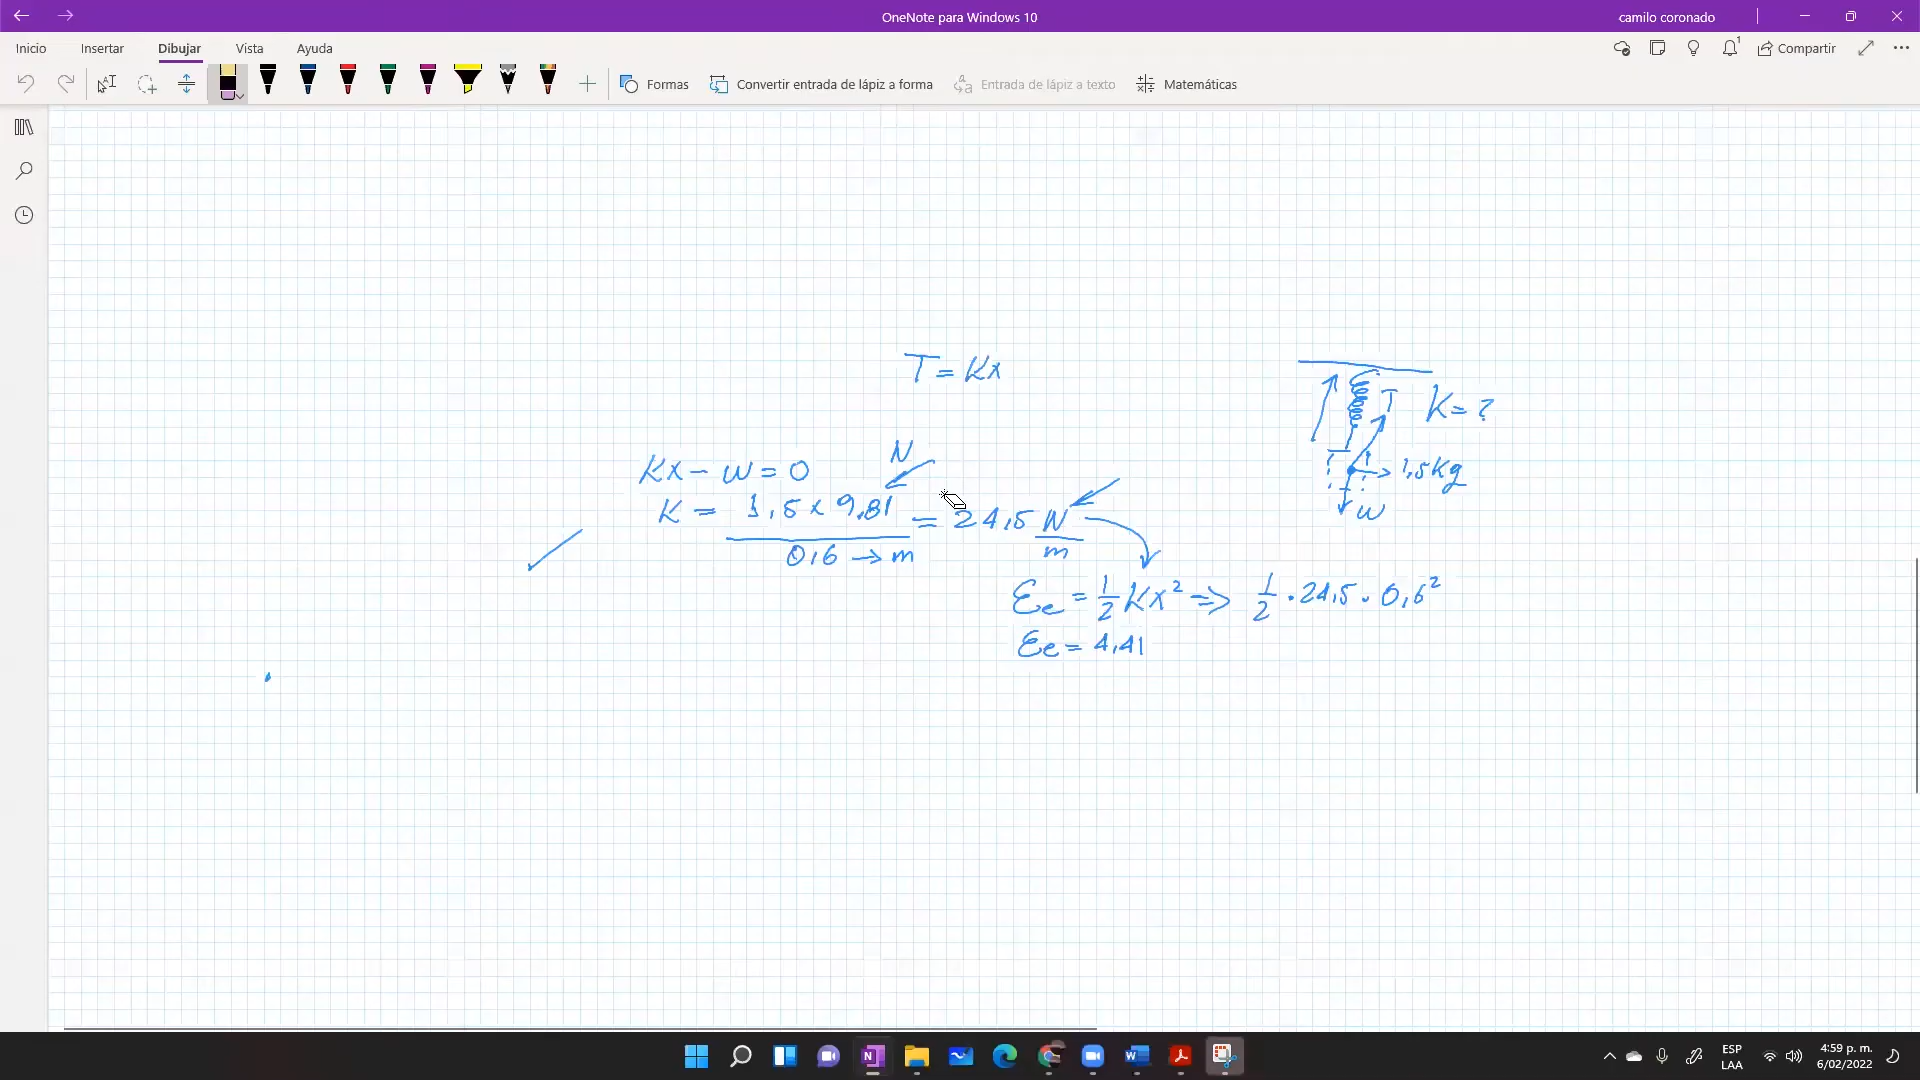 OneNote para Windows 10
camilo coronado
Inicio Insertar Dibujar Vista Ayuda
1
Compartir
Formas Convertir entrada de lápiz a forma Entrada de lápiz a texto Matemáticas
T = Kx
T K = ?
1,5 Kg
W
Kx - W = 0
N
K = 1,5 x 9,81 = 24,5 N
0,6 → m m
Ee = 1/2 Kx² => 1/2 · 24,5 · 0,6²
Ee = 4,41
ESP
LAA
4:59 p. m.
6/02/2022